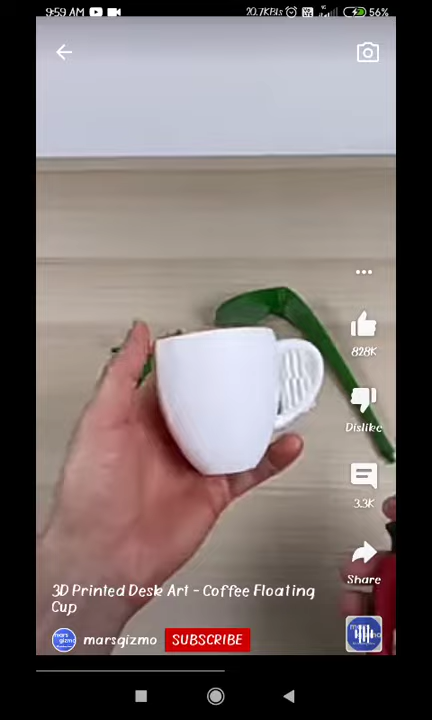 9:59 AM 20.7KB/s 56%
828K
Dislike
3.3K
Share
3D Printed Desk Art - Coffee Floating
Cup
marsgizmo SUBSCRIBE